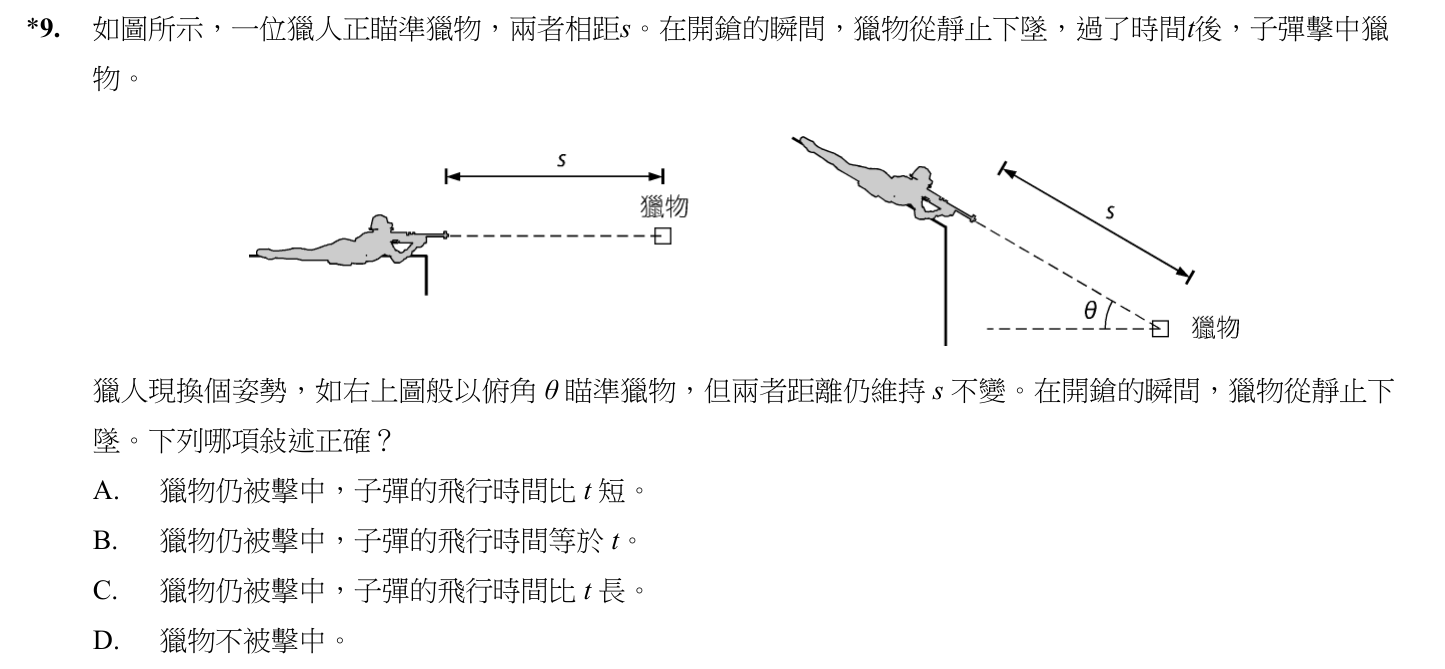 *9. 如圖所示，一位獵人正瞄準獵物，兩者相距s。在開鎗的瞬間，獵物從靜止下墜，過了時間t後，子彈擊中獵
物。
s
獵物
s
θ
獵物
獵人現換個姿勢，如右上圖般以俯角 θ 瞄準獵物，但兩者距離仍維持 s 不變。在開鎗的瞬間，獵物從靜止下
墜。下列哪項敍述正確？
A. 獵物仍被擊中，子彈的飛行時間比 t 短。
B. 獵物仍被擊中，子彈的飛行時間等於 t。
C. 獵物仍被擊中，子彈的飛行時間比 t 長。
D. 獵物不被擊中。